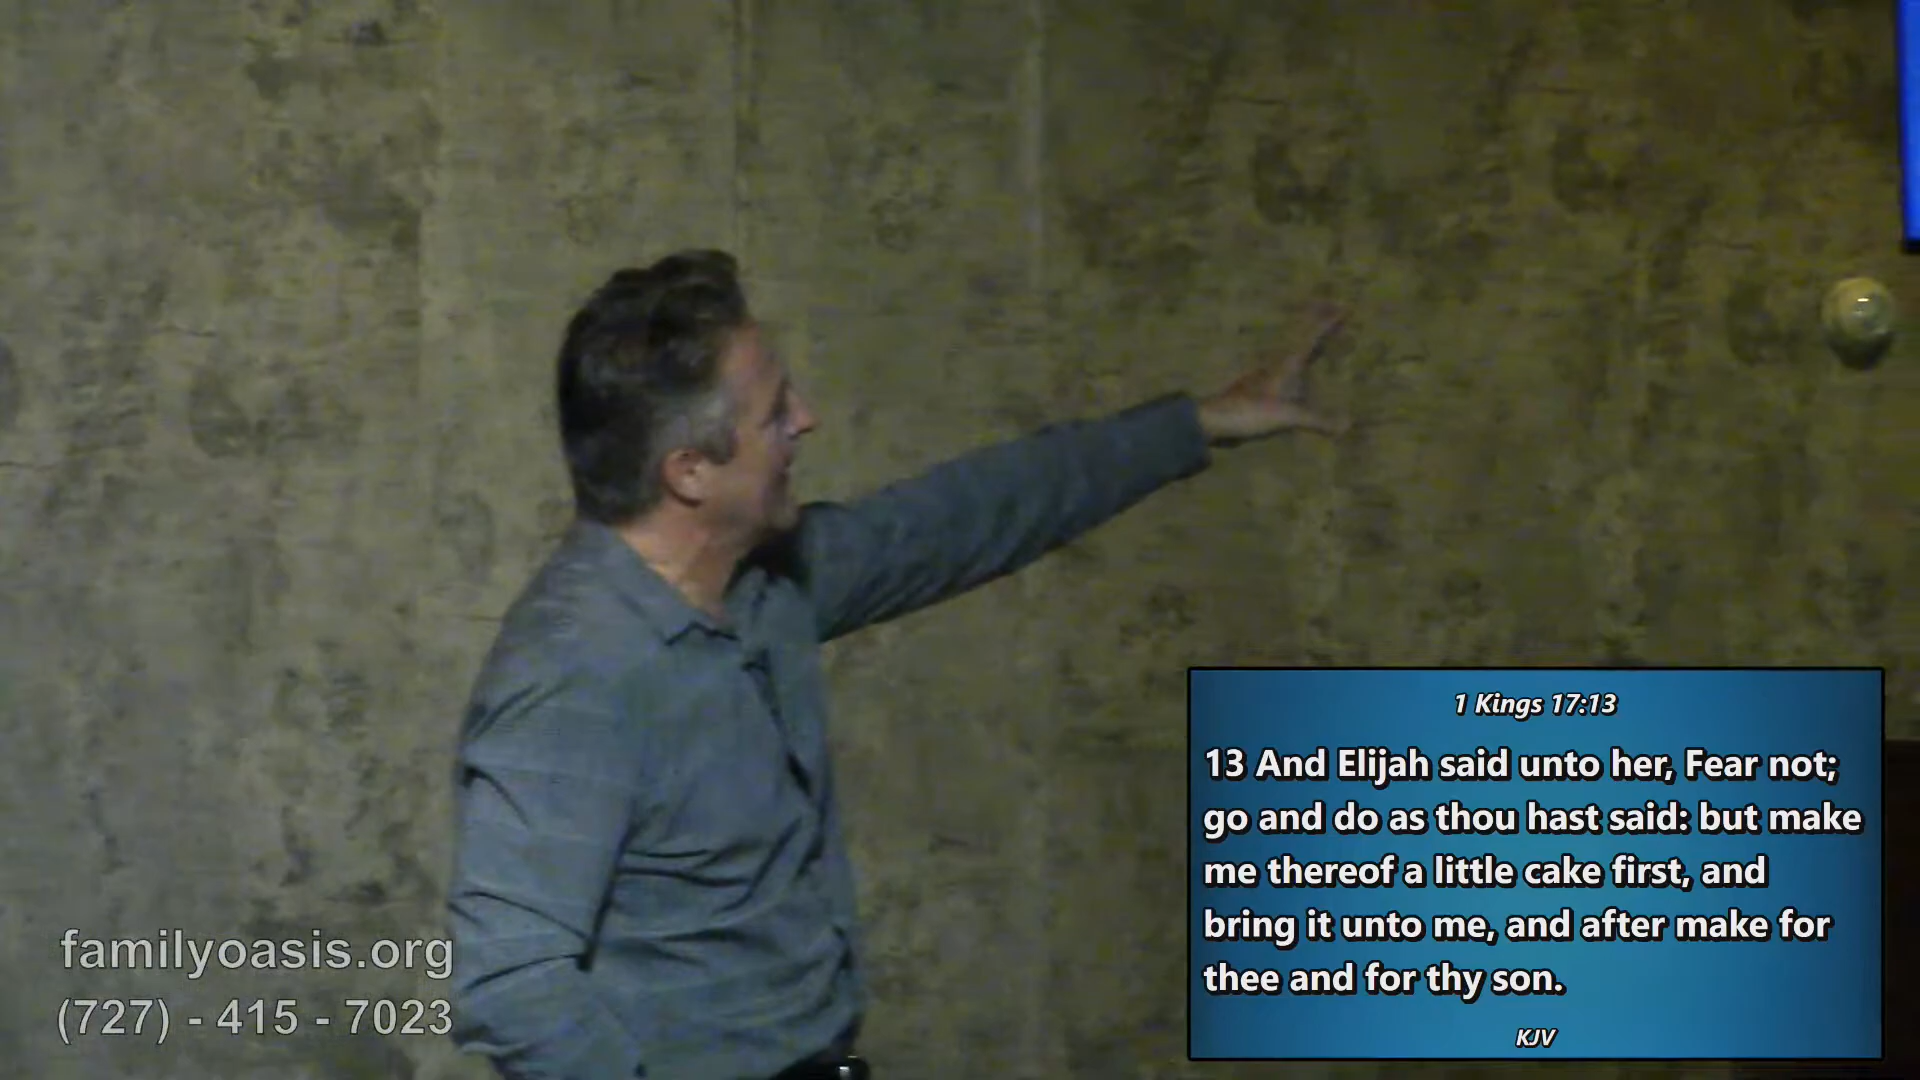 1 Kings 17:13
13 And Elijah said unto her, Fear not;
go and do as thou hast said: but make
me thereof a little cake first, and
bring it unto me, and after make for
thee and for thy son.
KJV
familyoasis.org
(727) - 415 - 7023